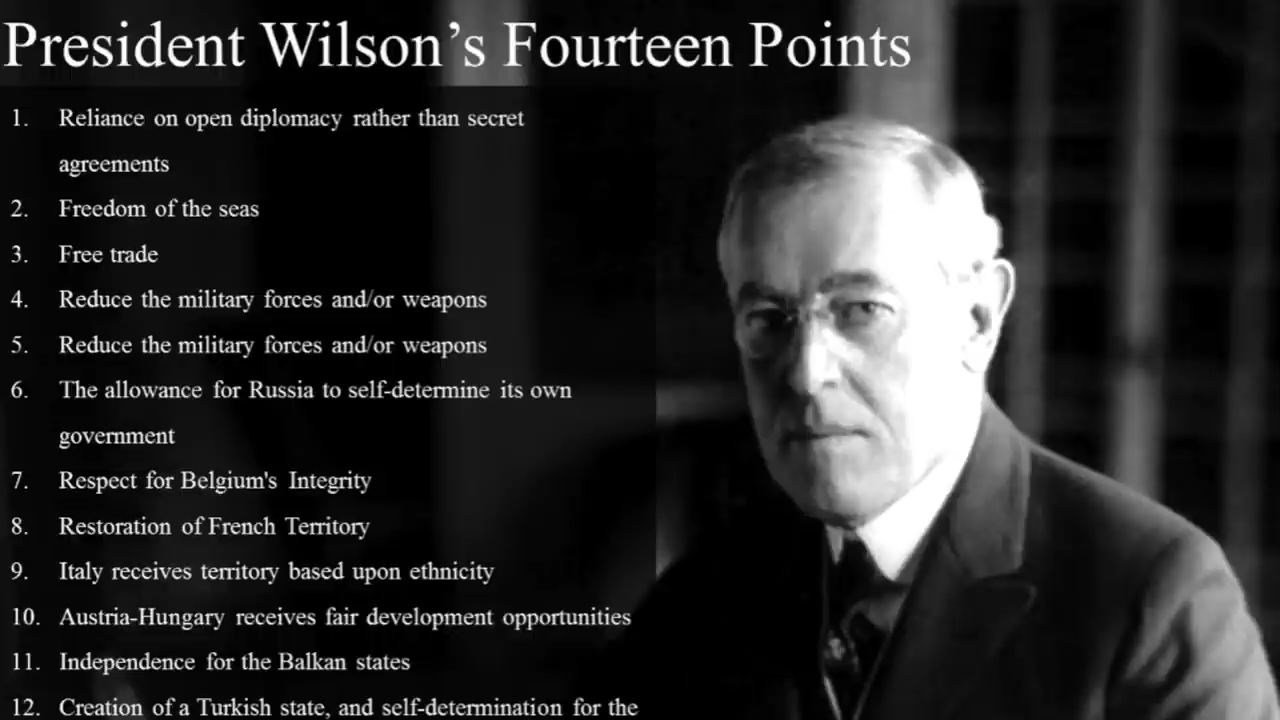 President Wilson’s Fourteen Points
1. Reliance on open diplomacy rather than secret
agreements
2. Freedom of the seas
3. Free trade
4. Reduce the military forces and/or weapons
5. Reduce the military forces and/or weapons
6. The allowance for Russia to self-determine its own
government
7. Respect for Belgium's Integrity
8. Restoration of French Territory
9. Italy receives territory based upon ethnicity
10. Austria-Hungary receives fair development opportunities
11. Independence for the Balkan states
12. Creation of a Turkish state, and self-determination for the